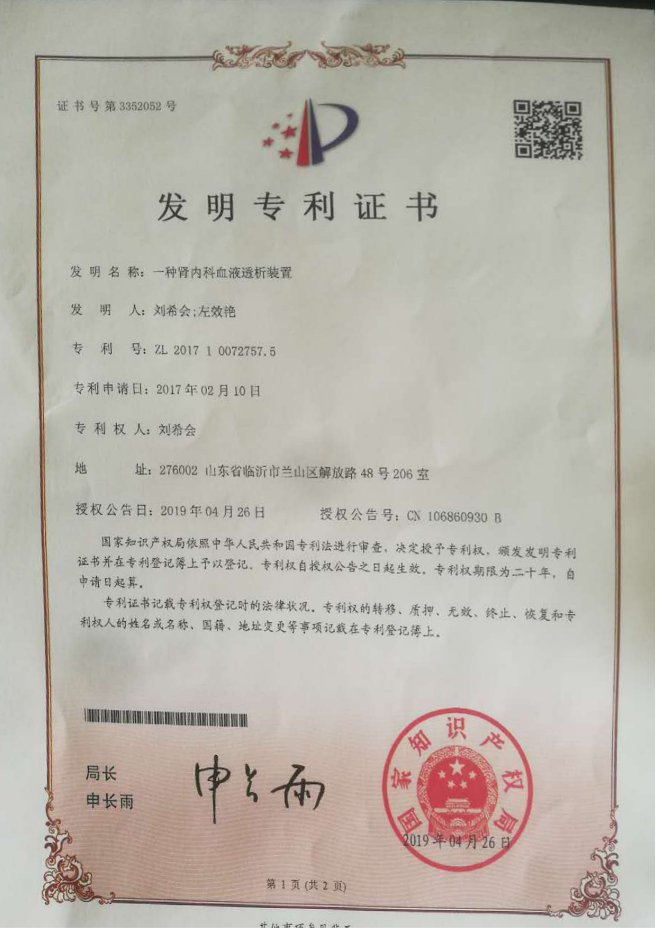 证书号第3352052号
发明专利证书
发明名称：一种肾内科血液透析装置
发明人：刘希会;左效艳
专利号：ZL 2017 1 0072757.5
专利申请日：2017年02月10日
专利权人：刘希会
地址：276002 山东省临沂市兰山区解放路48号206室
授权公告日：2019年04月26日 授权公告号：CN 106860930 B
国家知识产权局依照中华人民共和国专利法进行审查，决定授予专利权，颁发发明专利
证书并在专利登记簿上予以登记。专利权自授权公告之日起生效。专利权期限为二十年，自
申请日起算。
专利证书记载专利权登记时的法律状况。专利权的转移、质押、无效、终止、恢复和专
利权人的姓名或名称、国籍、地址变更等事项记载在专利登记簿上。
局长
申长雨
申长雨
国家知识产权局
2019年04月26日
第1页(共2页)
其他事项参见背面